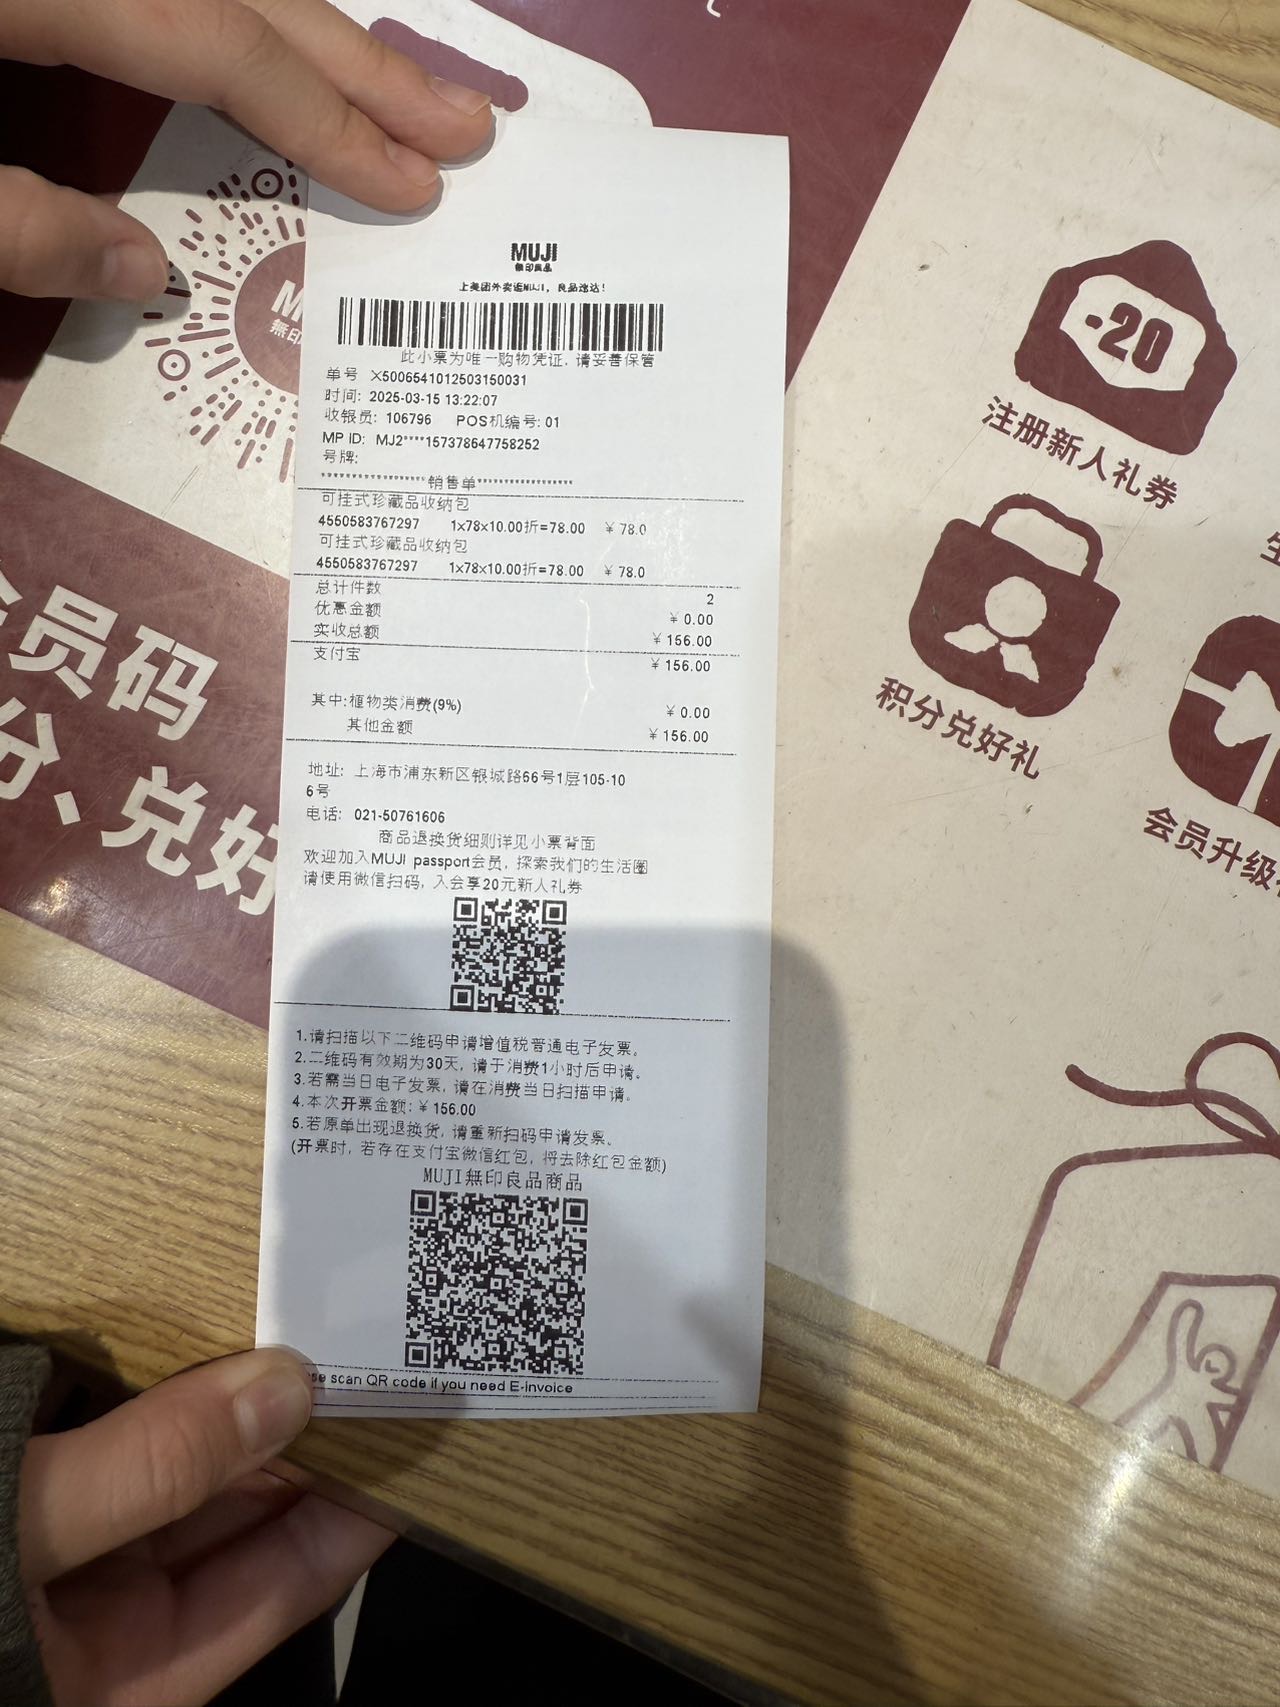 MUJI
無印良品
上美团外卖逛MUJI，良品速达！
此小票为唯一购物凭证，请妥善保管
单号 X5006541012503150031
时间: 2025-03-15 13:22:07
收银员: 106796 POS机编号: 01
MP ID: MJ2****157378647758252
号牌:
销售单
可挂式珍藏品收纳包
4550583767297 1x78x10.00折=78.00 ￥78.0
可挂式珍藏品收纳包
4550583767297 1x78x10.00折=78.00 ￥78.0
总计件数 2
优惠金额 ￥0.00
实收总额 ￥156.00
支付宝 ￥156.00
其中:植物类消费(9%) ￥0.00
其他金额 ￥156.00
地址: 上海市浦东新区银城路66号1层105-10
6号
电话: 021-50761606
商品退换货细则详见小票背面
欢迎加入MUJI passport会员，探索我们的生活圈
请使用微信扫码，入会享20元新人礼券
1.请扫描以下二维码申请增值税普通电子发票。
2.二维码有效期为30天，请于消费1小时后申请。
3.若需当日电子发票，请在消费当日扫描申请。
4.本次开票金额: ￥156.00
5.若原单出现退换货，请重新扫码申请发票。
(开票时，若存在支付宝微信红包，将去除红包金额)
MUJI無印良品商品
scan QR code if you need E-invoice
-20
注册新人礼券
积分兑好礼
会员升级
员码
分、兑好